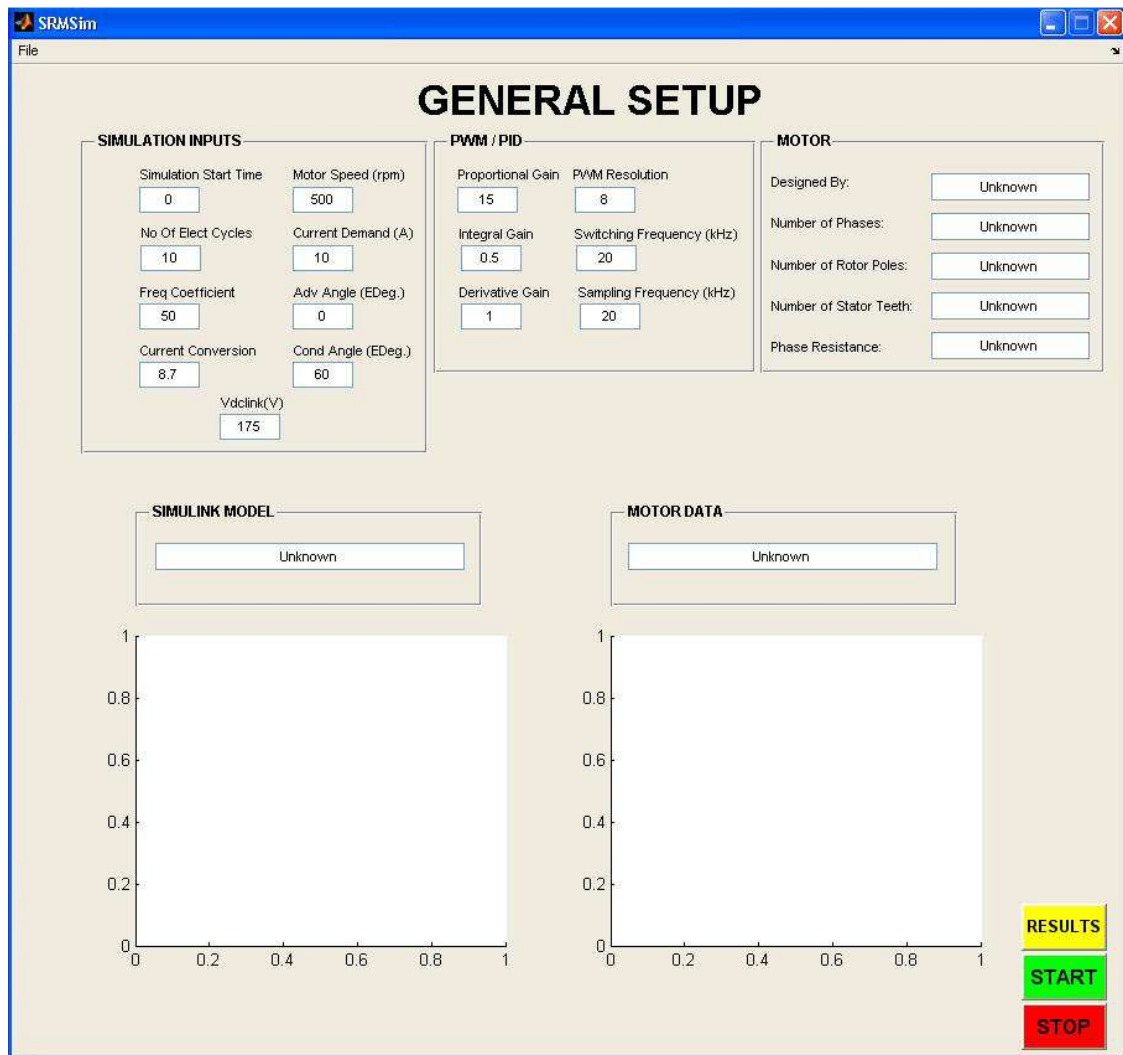 SRMSim
File
GENERAL SETUP
SIMULATION INPUTS
Simulation Start Time
0
Motor Speed (rpm)
500
No Of Elect Cycles
10
Current Demand (A)
10
Freq Coefficient
50
Adv Angle (EDeg.)
0
Current Conversion
8.7
Cond Angle (EDeg.)
60
Vdclink(V)
175
PWM / PID
Proportional Gain
15
PWM Resolution
8
Integral Gain
0.5
Switching Frequency (kHz)
20
Derivative Gain
1
Sampling Frequency (kHz)
20
MOTOR
Designed By: Unknown
Number of Phases: Unknown
Number of Rotor Poles: Unknown
Number of Stator Teeth: Unknown
Phase Resistance: Unknown
SIMULINK MODEL
Unknown
MOTOR DATA
Unknown
1
0.8
0.6
0.4
0.2
0
0 0.2 0.4 0.6 0.8 1
1
0.8
0.6
0.4
0.2
0
0 0.2 0.4 0.6 0.8 1
RESULTS
START
STOP